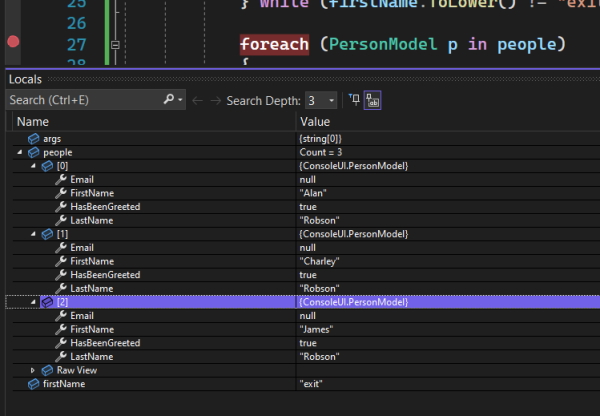 25 } while (firstName.ToLower() != "exit
26
27 foreach (PersonModel p in people)
28 {
Locals
Search (Ctrl+E) Search Depth: 3
Name Value
args {string[0]}
people Count = 3
[0] {ConsoleUI.PersonModel}
Email null
FirstName "Alan"
HasBeenGreeted true
LastName "Robson"
[1] {ConsoleUI.PersonModel}
Email null
FirstName "Charley"
HasBeenGreeted true
LastName "Robson"
[2] {ConsoleUI.PersonModel}
Email null
FirstName "James"
HasBeenGreeted true
LastName "Robson"
Raw View
firstName "exit"